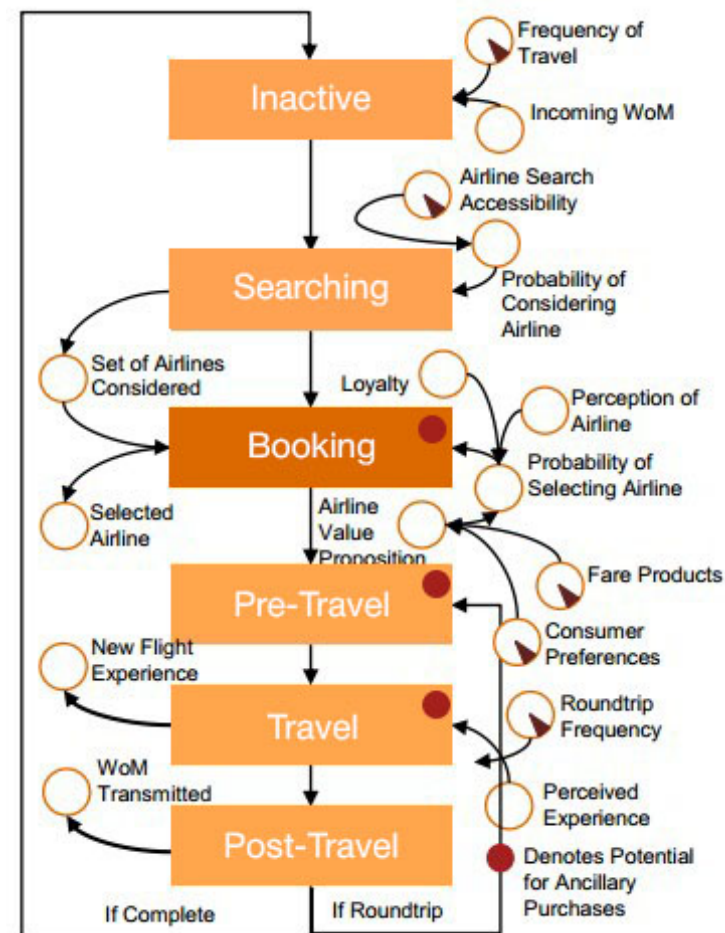 Frequency of
Travel
Inactive
Incoming WoM
Airline Search
Accessibility
Searching
Probability of
Considering
Airline
Set of Airlines
Considered
Loyalty
Perception of
Airline
Booking
Probability of
Selecting Airline
Selected
Airline
Airline
Value
Proposition
Fare Products
Pre-Travel
Consumer
Preferences
New Flight
Experience
Roundtrip
Frequency
Travel
WoM
Transmitted
Perceived
Experience
Post-Travel
Denotes Potential
for Ancillary
Purchases
If Complete
If Roundtrip